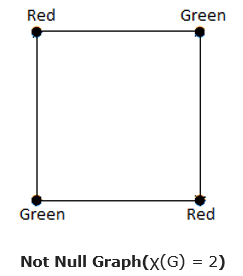 Red Green
Green Red
Not Null Graph(χ(G) = 2)